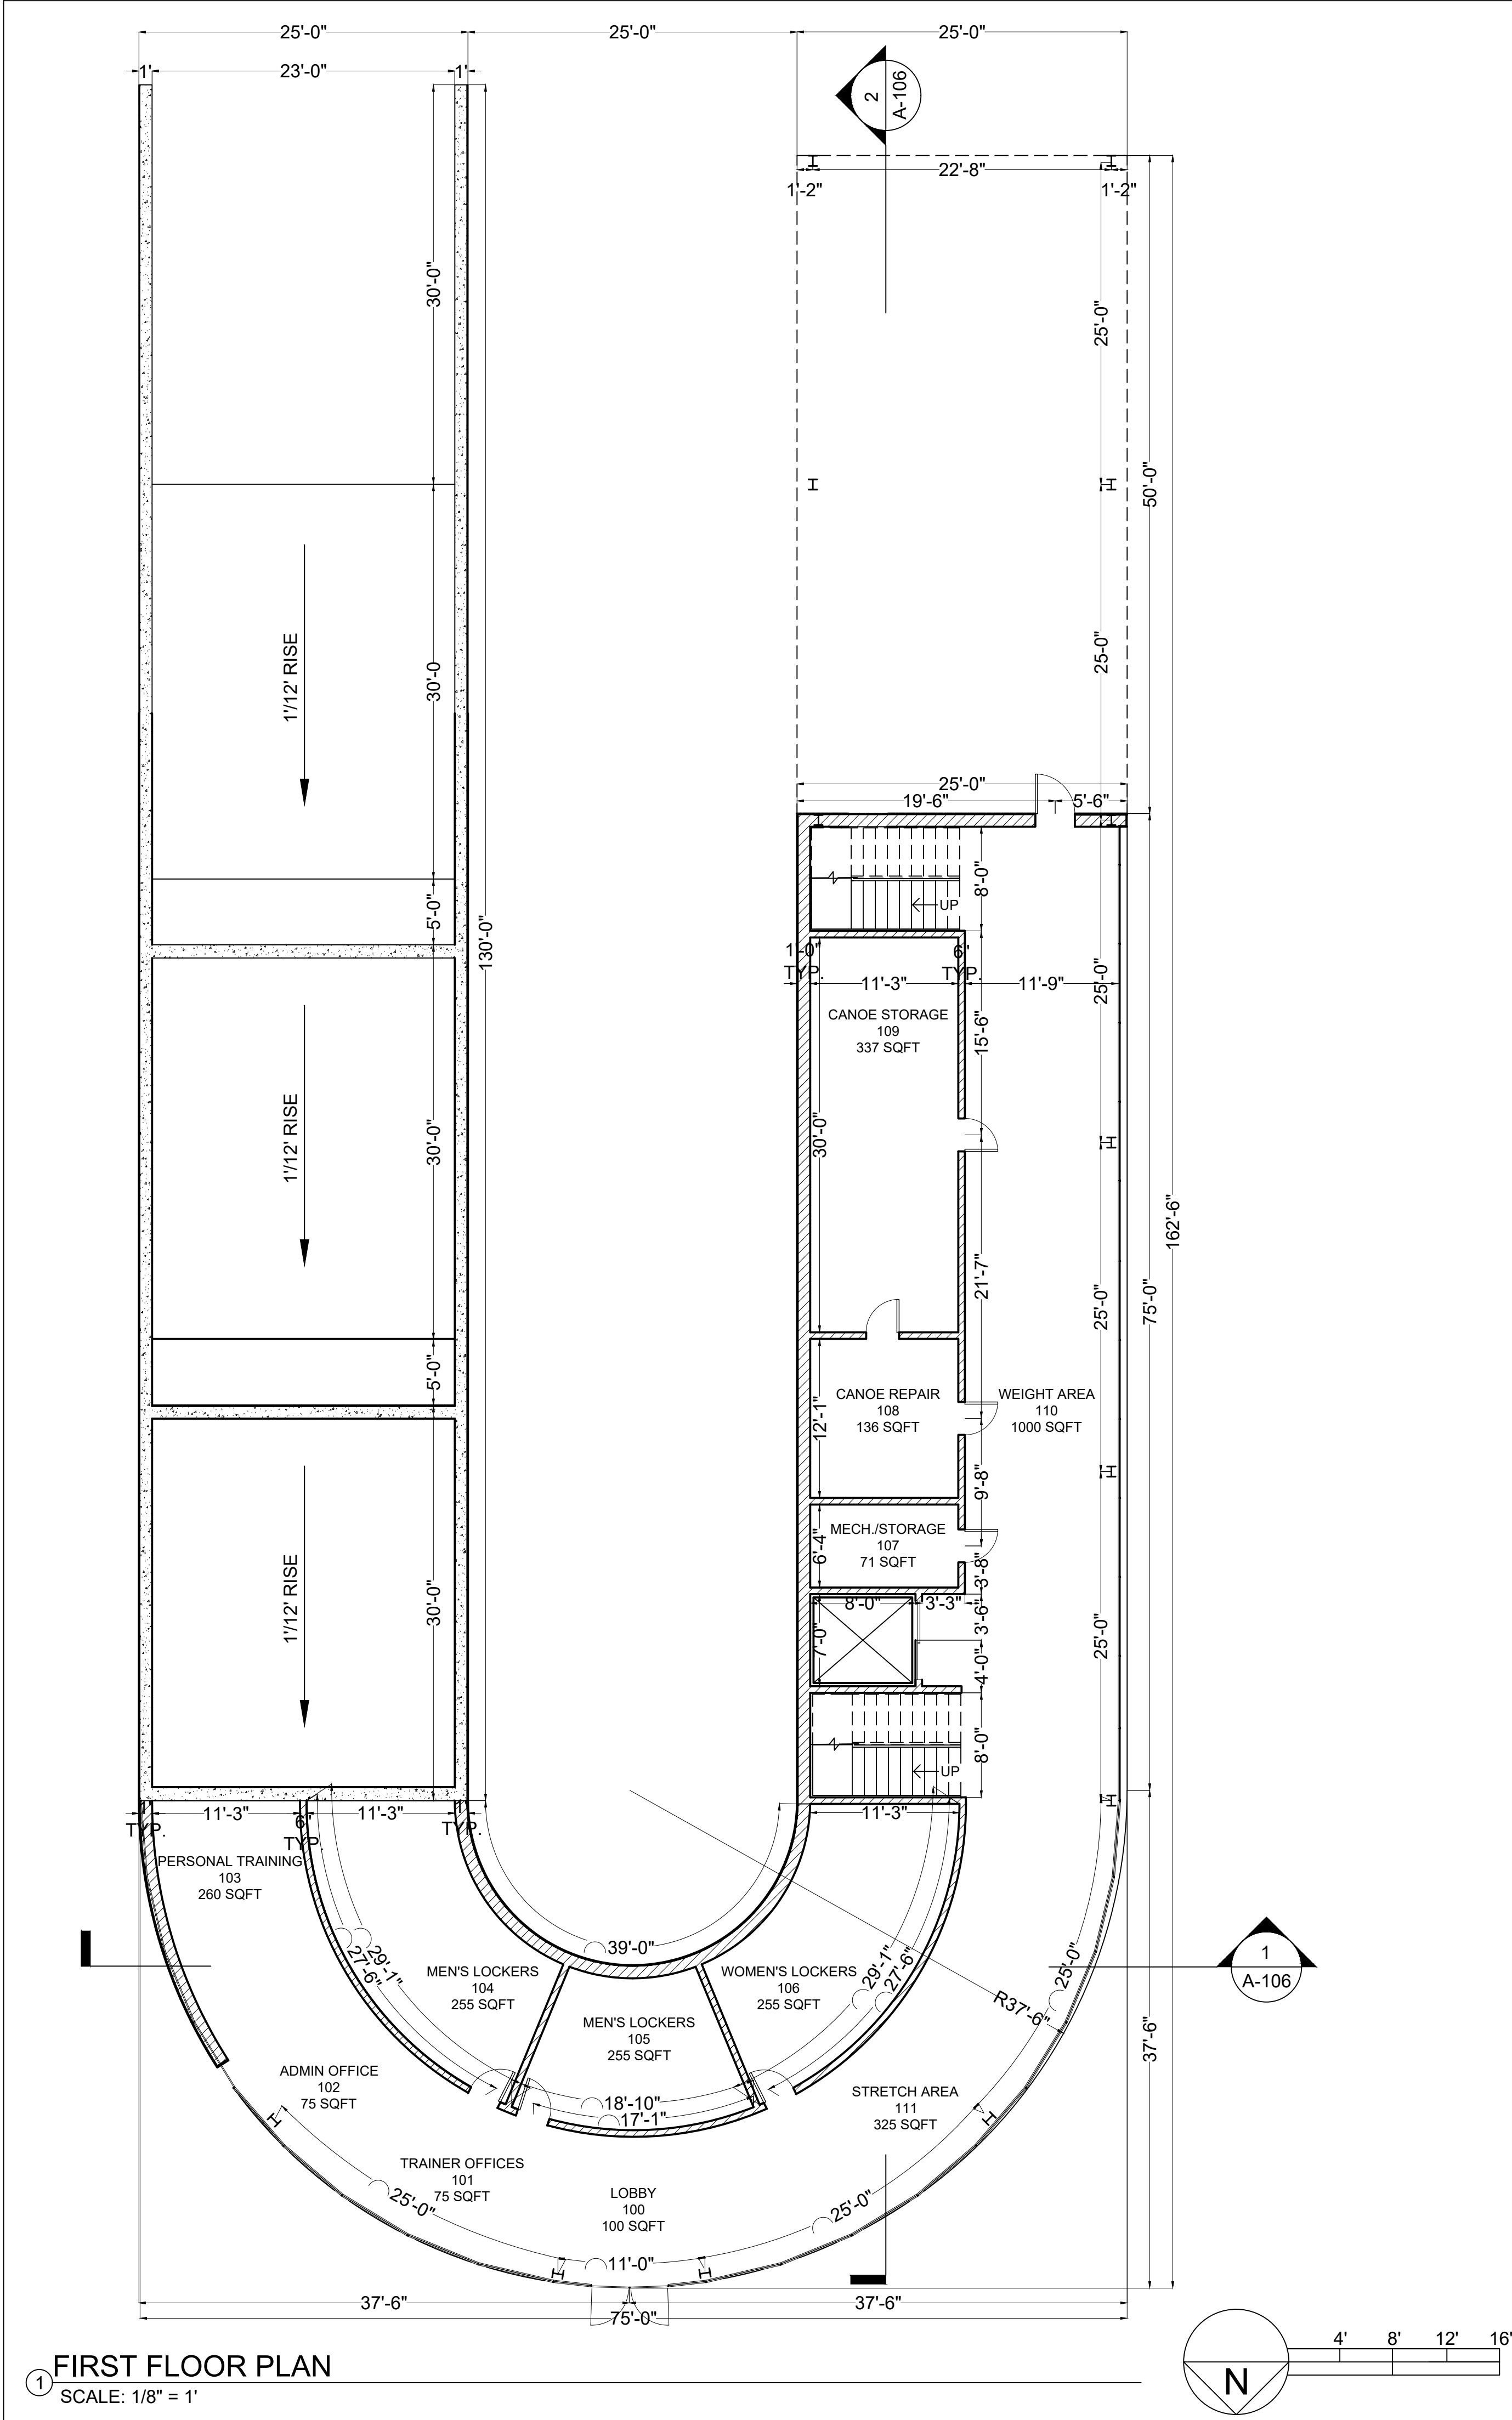 25'-0"
25'-0"
25'-0"
1'
23'-0"
1'
2
A-106
22'-8"
1'-2"
1'-2"
30'-0"
25'-0"
50'-0"
1'/12' RISE
30'-0
25-0"
25'-0"
19'-6"
5'-6"
8'-0"
UP
5'-0"
130'-0"
1'-0"
TYP.
6"
TYP.
11'-3"
11'-9"
25'-0"
CANOE STORAGE
109
337 SQFT
15'-6"
1'/12' RISE
30'-0"
30'-0"
162'-6"
21'-7"
25'-0"
75'-0"
5'-0"
CANOE REPAIR
108
136 SQFT
WEIGHT AREA
110
1000 SQFT
12'-1"
9'-8"
MECH./STORAGE
107
71 SQFT
6'-4"
3'-8"
1'/12' RISE
30'-0"
8'-0"
3'-3"
3'-6"
7'-0"
4'-0"
25'-0"
8'-0"
UP
11'-3"
11'-3"
11'-3"
1'
TYP.
6"
TYP.
1'
TYP.
PERSONAL TRAINING
103
260 SQFT
39'-0"
29'-1"
27'-6"
29'-1"
27'-6"
25'-0"
1
A-106
MEN'S LOCKERS
104
255 SQFT
WOMEN'S LOCKERS
106
255 SQFT
R37'-6"
MEN'S LOCKERS
105
255 SQFT
37'-6"
ADMIN OFFICE
102
75 SQFT
18'-10"
17'-1"
STRETCH AREA
111
325 SQFT
TRAINER OFFICES
101
75 SQFT
LOBBY
100
100 SQFT
25'-0"
25'-0"
11'-0"
37'-6"
37'-6"
75'-0"
1
FIRST FLOOR PLAN
SCALE: 1/8" = 1'
N
4'
8'
12'
16'